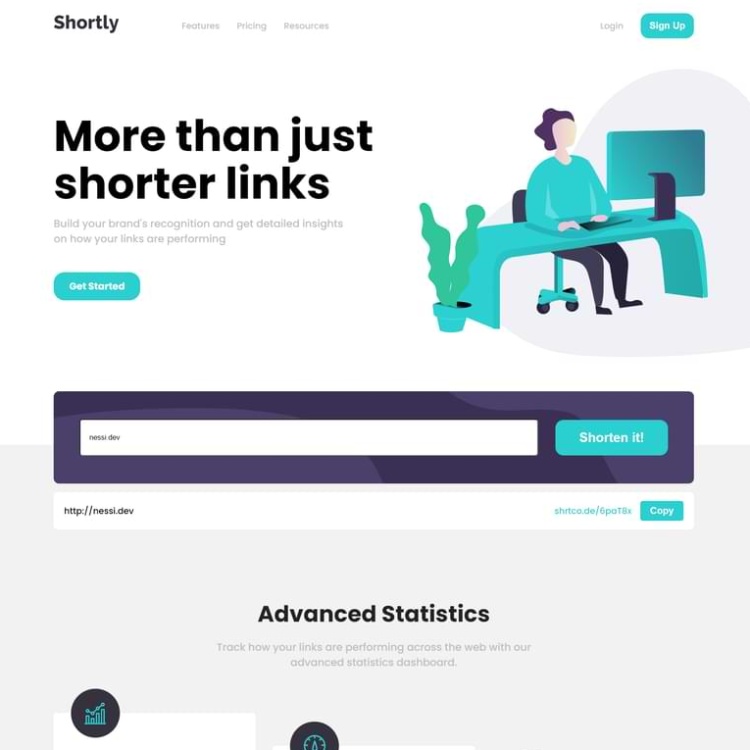 Shortly
Features Pricing Resources
Login Sign Up
More than just
shorter links
Build your brand's recognition and get detailed insights
on how your links are performing
Get Started
nessi.dev
Shorten it!
http://nessi.dev
shrtco.de/6paT8x Copy
Advanced Statistics
Track how your links are performing across the web with our
advanced statistics dashboard.